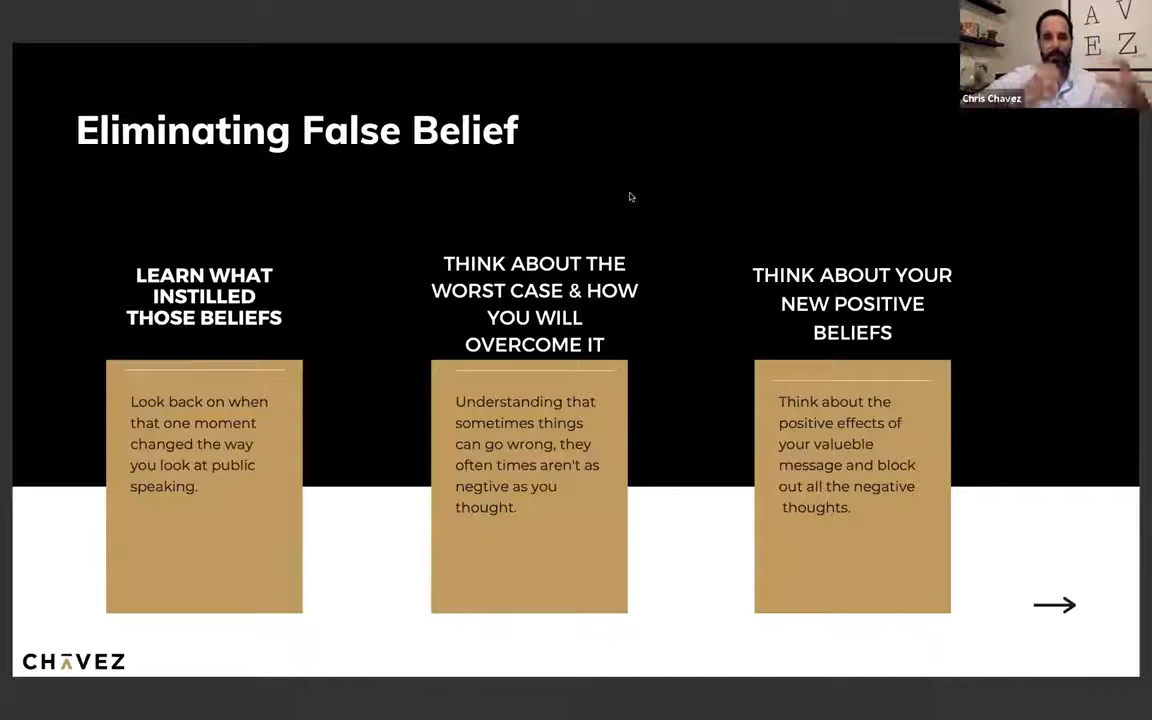 A V
E Z
Chris Chavez
Eliminating False Belief
LEARN WHAT
INSTILLED
THOSE BELIEFS
Look back on when
that one moment
changed the way
you look at public
speaking.
THINK ABOUT THE
WORST CASE & HOW
YOU WILL
OVERCOME IT
Understanding that
sometimes things
can go wrong, they
often times aren't as
negtive as you
thought.
THINK ABOUT YOUR
NEW POSITIVE
BELIEFS
Think about the
positive effects of
your valueble
message and block
out all the negative
thoughts.
CHAVEZ